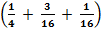 (1/4 + 3/16 + 1/16)